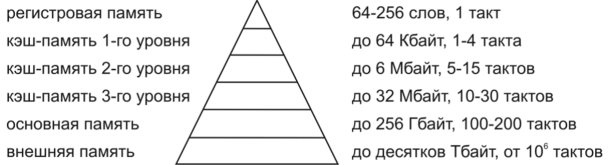 регистровая память 64-256 слов, 1 такт
кэш-память 1-го уровня до 64 Кбайт, 1-4 такта
кэш-память 2-го уровня до 6 Мбайт, 5-15 тактов
кэш-память 3-го уровня до 32 Мбайт, 10-30 тактов
основная память до 256 Гбайт, 100-200 тактов
внешняя память до десятков Тбайт, от 10⁶ тактов